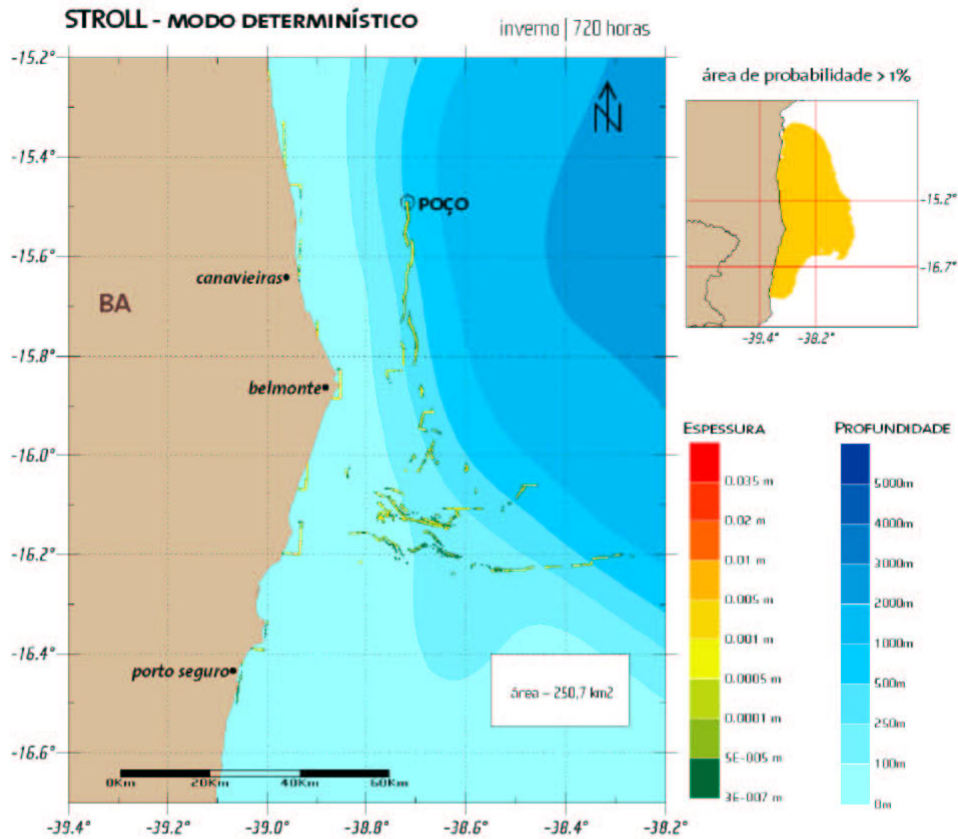 STROLL - MODO DETERMINÍSTICO
inverno | 720 horas
-15.2°
-15.4°
-15.6°
-15.8°
-16.0°
-16.2°
-16.4°
-16.6°
-39.4°
-39.2°
-39.0°
-38.8°
-38.6°
-38.4°
-38.2°
N
POÇO
canavieiras
BA
belmonte
porto seguro
área - 250,7 km2
0Km
20Km
40Km
60Km
área de probabilidade > 1%
-15.2°
-16.7°
-39.4°
-38.2°
ESPESSURA
0.035 m
0.02 m
0.01 m
0.005 m
0.001 m
0.0005 m
0.0001 m
5E-005 m
3E-007 m
PROFUNDIDADE
5000m
4000m
3000m
2000m
1000m
500m
250m
100m
0m